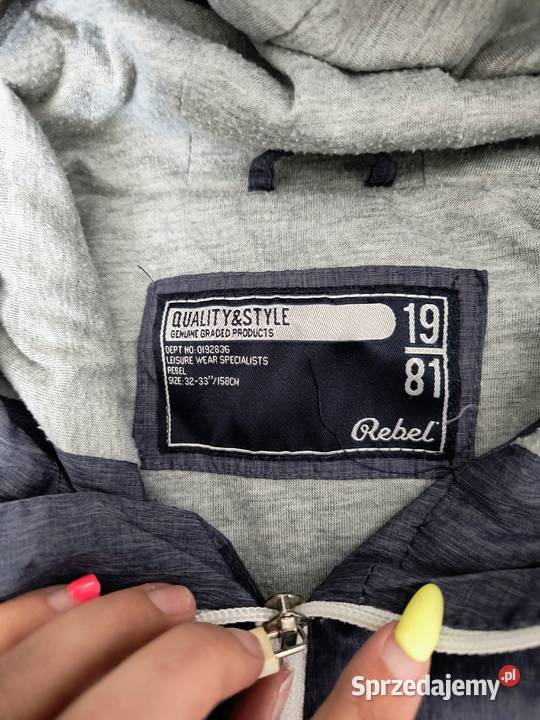 QUALITY&STYLE
GENUINE GRADED PRODUCTS
DEPT NO: 0192836
LEISURE WEAR SPECIALISTS
REBEL
SIZE: 32-33"/158CM
19
81
Rebel
Sprzedajemy.pl